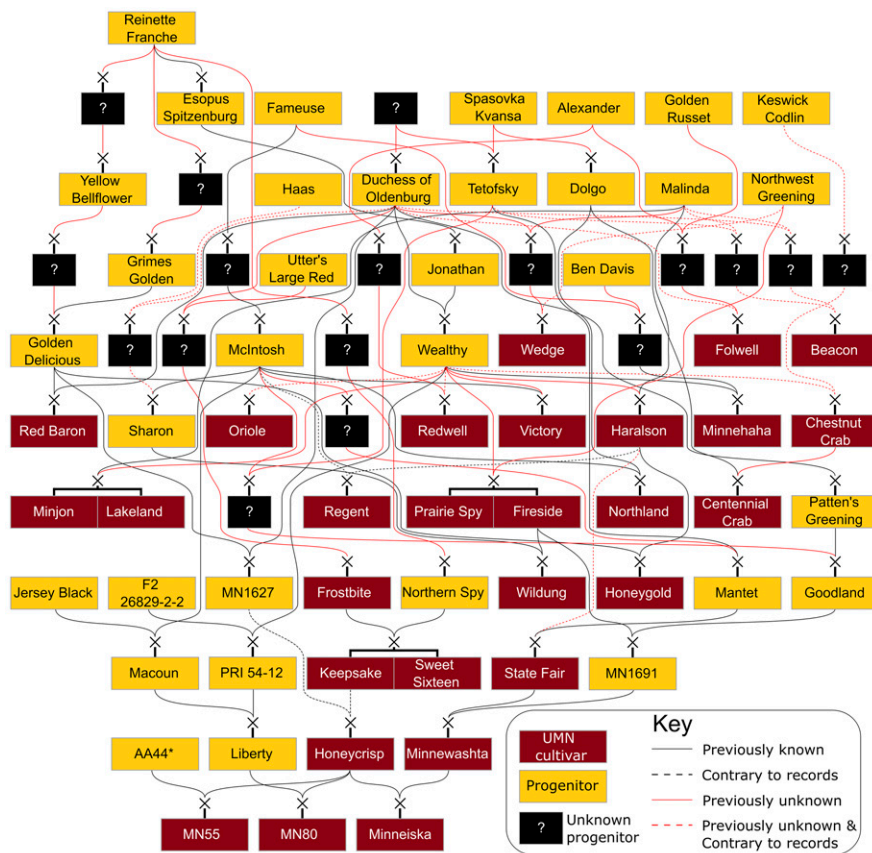 Reinette
Franche
?
Esopus
Spitzenburg
Fameuse
?
Spasovka
Kvansa
Alexander
Golden
Russet
Keswick
Codlin
Yellow
Bellflower
?
Haas
Duchess of
Oldenburg
Tetofsky
Dolgo
Malinda
Northwest
Greening
?
Grimes
Golden
?
Utter's
Large Red
?
Jonathan
?
Ben Davis
?
?
?
?
Golden
Delicious
?
?
McIntosh
?
Wealthy
Wedge
?
Folwell
Beacon
Red Baron
Sharon
Oriole
?
Redwell
Victory
Haralson
Minnehaha
Chestnut
Crab
Minjon
Lakeland
?
Regent
Prairie Spy
Fireside
Northland
Centennial
Crab
Patten's
Greening
Jersey Black
F2
26829-2-2
MN1627
Frostbite
Northern Spy
Wildung
Honeygold
Mantet
Goodland
Macoun
PRI 54-12
Keepsake
Sweet
Sixteen
State Fair
MN1691
AA44*
Liberty
Honeycrisp
Minnewashta
MN55
MN80
Minneiska
Key
UMN
cultivar
Progenitor
?
Unknown
progenitor
Previously known
Contrary to records
Previously unknown
Previously unknown &
Contrary to records